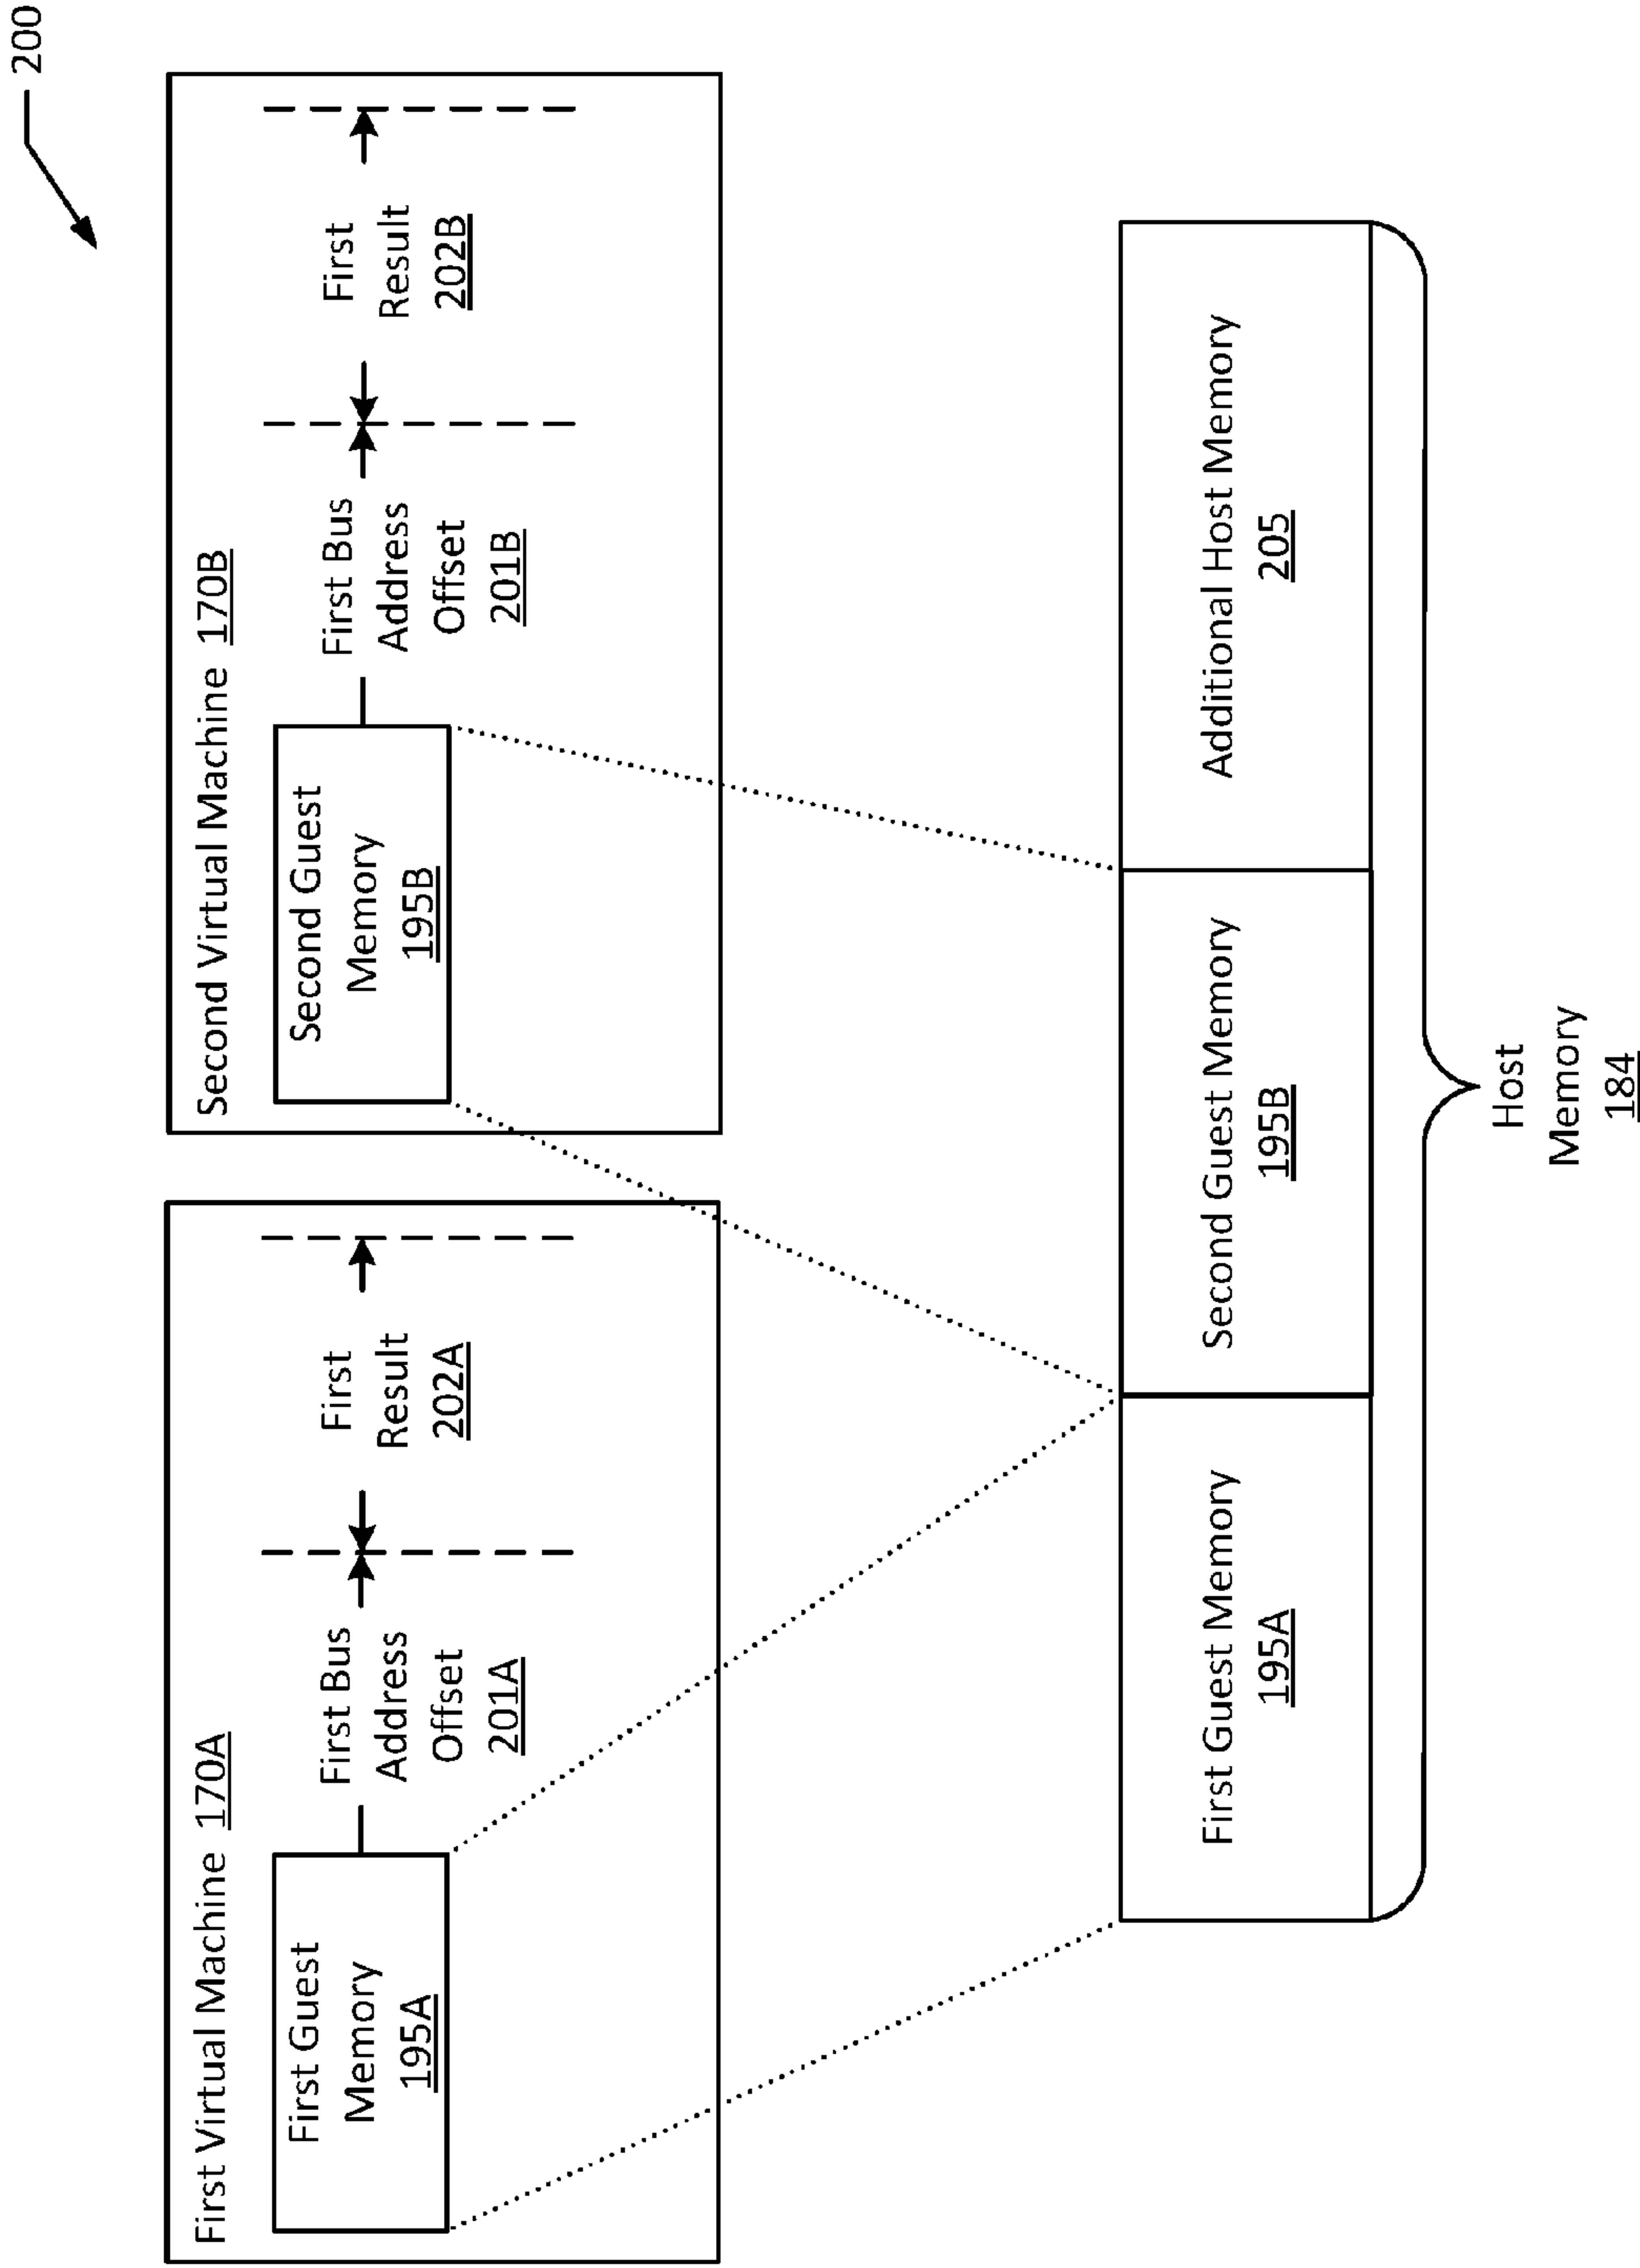 200
First Virtual Machine 170A
First Guest
Memory
195A
First Bus
Address
Offset
201A
First
Result
202A
Second Virtual Machine 170B
Second Guest
Memory
195B
First Bus
Address
Offset
201B
First
Result
202B
First Guest Memory
195A
Second Guest Memory
195B
Additional Host Memory
205
Host
Memory
184